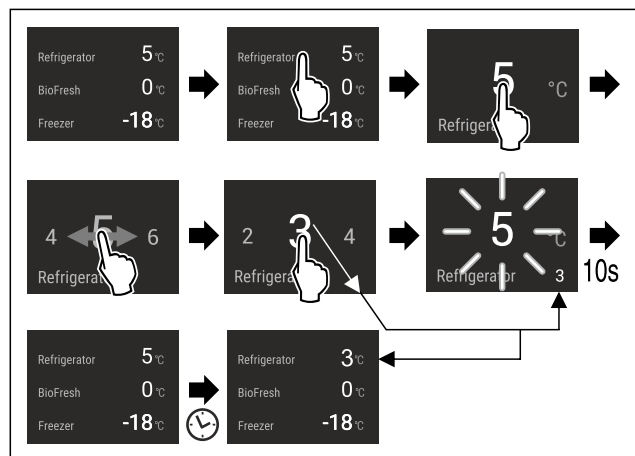 Refrigerator 5 °C
BioFresh 0 °C
Freezer -18 °C
Refrigerator 5 °C
BioFresh 0 °C
Freezer -18 °C
5 °C
Refrigerator
4 5 6
Refrigerator
2 3 4
Refrigerator
5 °C
Refrigerator 3
10s
Refrigerator 5 °C
BioFresh 0 °C
Freezer -18 °C
Refrigerator 3 °C
BioFresh 0 °C
Freezer -18 °C